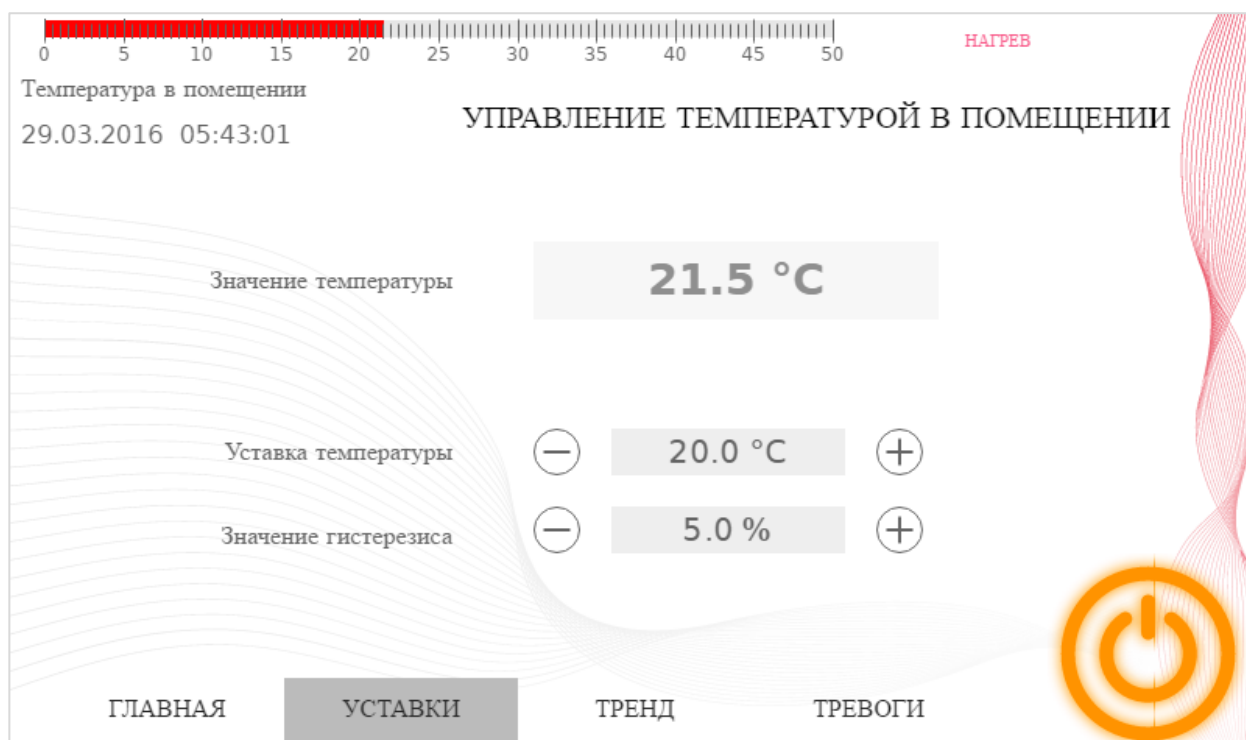 0 5 10 15 20 25 30 35 40 45 50
НАГРЕВ
Температура в помещении
29.03.2016 05:43:01
УПРАВЛЕНИЕ ТЕМПЕРАТУРОЙ В ПОМЕЩЕНИИ
Значение температуры 21.5 °C
Уставка температуры 20.0 °C
Значение гистерезиса 5.0 %
ГЛАВНАЯ УСТАВКИ ТРЕНД ТРЕВОГИ